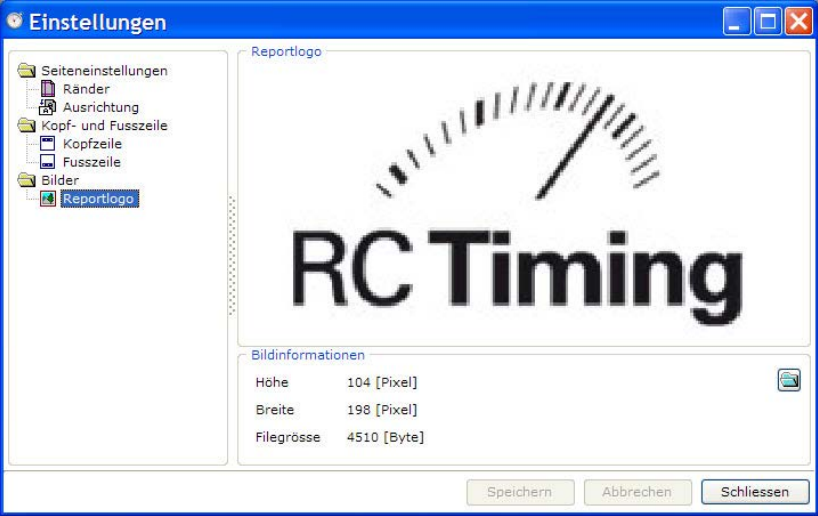 Einstellungen
Seiteneinstellungen
Ränder
Ausrichtung
Kopf- und Fusszeile
Kopfzeile
Fusszeile
Bilder
Reportlogo
Reportlogo
RC Timing
Bildinformationen
Höhe 104 [Pixel]
Breite 198 [Pixel]
Filegrösse 4510 [Byte]
Speichern Abbrechen Schliessen